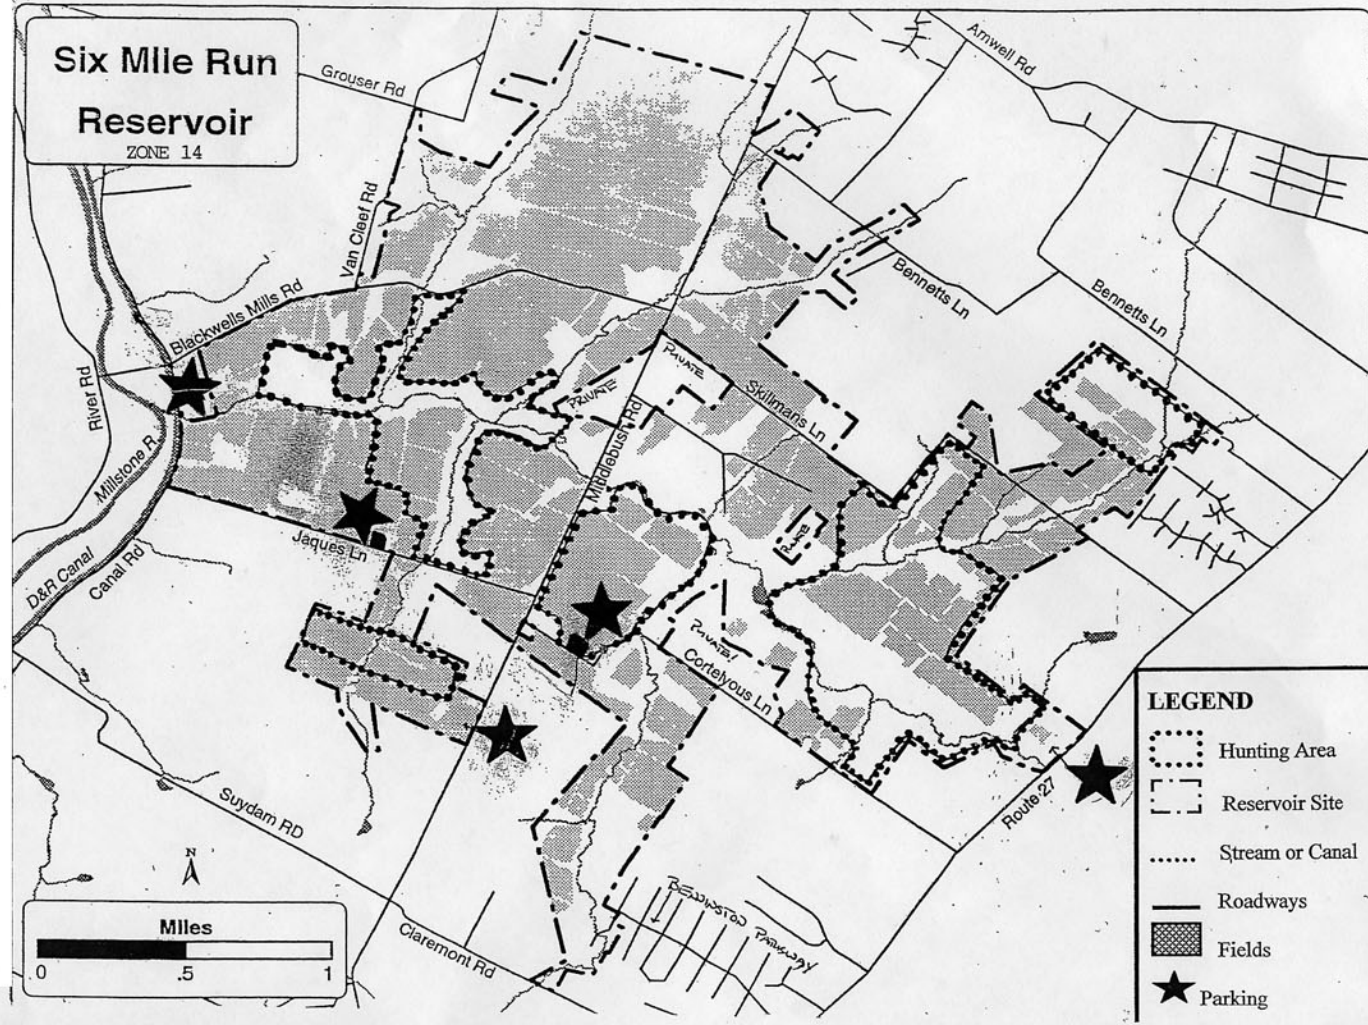 Six Mile Run
Reservoir
ZONE 14
Grouser Rd
Amwell Rd
Van Cleef Rd
Blackwells Mills Rd
Bennetts Ln
Bennetts Ln
River Rd
PRIVATE
PRIVATE
Skillmans Ln
Middlebush Rd
Millstone R.
PRIVATE
Jaques Ln
D&R Canal
Canal Rd
PRIVATE!
Cortelyous Ln
Route 27
Suydam RD
N
Claremont Rd
PARKWAY
Miles
0 .5 1
LEGEND
Hunting Area
Reservoir Site
Stream or Canal
Roadways
Fields
Parking